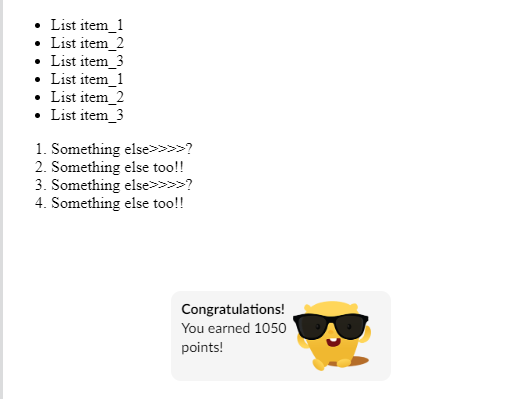 • List item_1
• List item_2
• List item_3
• List item_1
• List item_2
• List item_3
1. Something else>>>>?
2. Something else too!!
3. Something else>>>>?
4. Something else too!!
Congratulations!
You earned 1050
points!